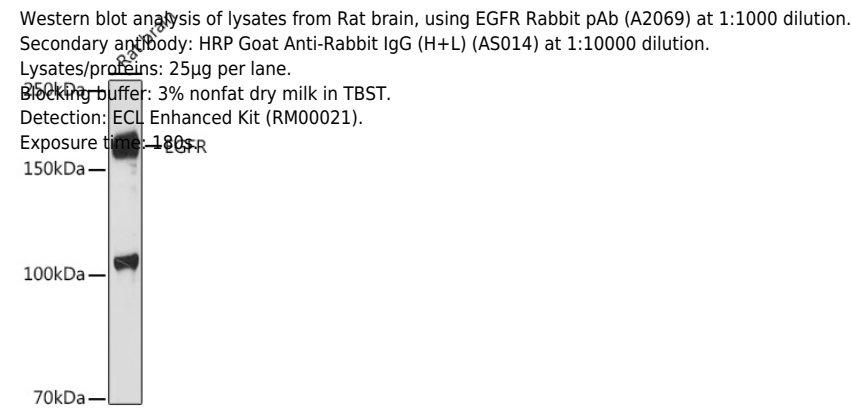 Western blot analysis of lysates from Rat brain, using EGFR Rabbit pAb (A2069) at 1:1000 dilution.
Secondary antibody: HRP Goat Anti-Rabbit IgG (H+L) (AS014) at 1:10000 dilution.
Rat brain
Lysates/proteins: 25μg per lane.
250kDa
Blocking buffer: 3% nonfat dry milk in TBST.
Detection: ECL Enhanced Kit (RM00021).
Exposure time: 180s.
EGFR
150kDa
100kDa
70kDa